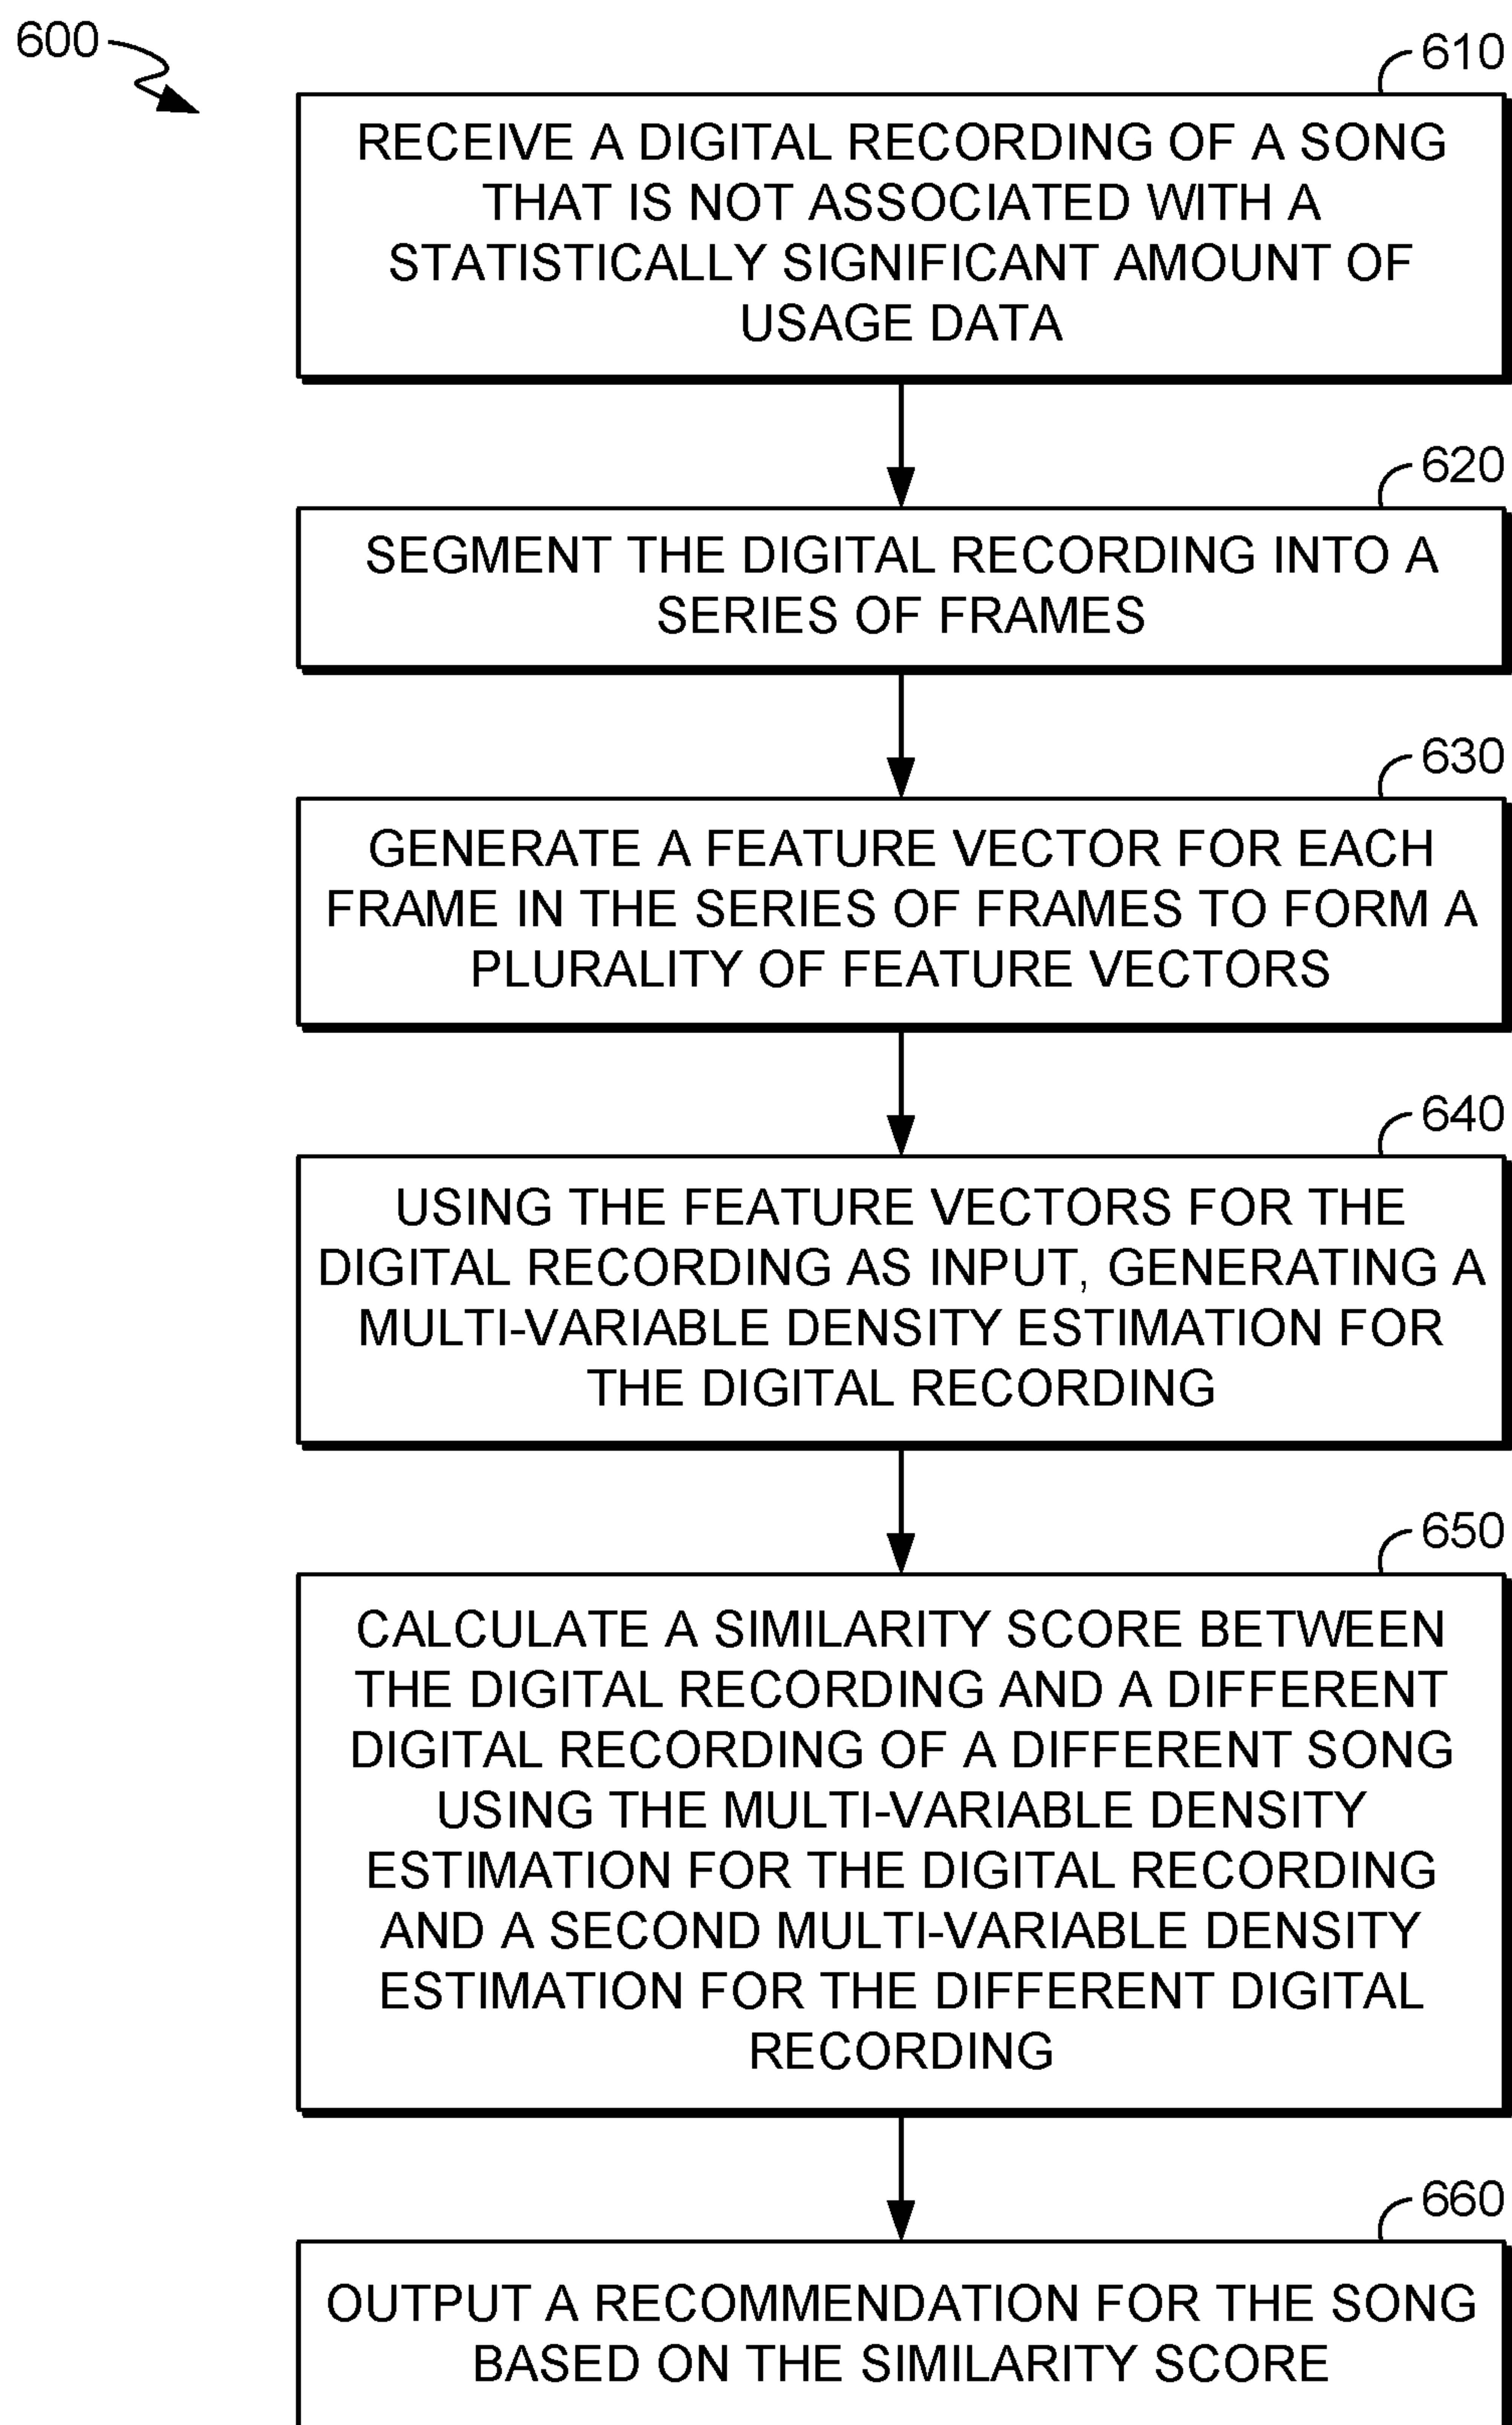 600
610
RECEIVE A DIGITAL RECORDING OF A SONG
THAT IS NOT ASSOCIATED WITH A
STATISTICALLY SIGNIFICANT AMOUNT OF
USAGE DATA
620
SEGMENT THE DIGITAL RECORDING INTO A
SERIES OF FRAMES
630
GENERATE A FEATURE VECTOR FOR EACH
FRAME IN THE SERIES OF FRAMES TO FORM A
PLURALITY OF FEATURE VECTORS
640
USING THE FEATURE VECTORS FOR THE
DIGITAL RECORDING AS INPUT, GENERATING A
MULTI-VARIABLE DENSITY ESTIMATION FOR
THE DIGITAL RECORDING
650
CALCULATE A SIMILARITY SCORE BETWEEN
THE DIGITAL RECORDING AND A DIFFERENT
DIGITAL RECORDING OF A DIFFERENT SONG
USING THE MULTI-VARIABLE DENSITY
ESTIMATION FOR THE DIGITAL RECORDING
AND A SECOND MULTI-VARIABLE DENSITY
ESTIMATION FOR THE DIFFERENT DIGITAL
RECORDING
660
OUTPUT A RECOMMENDATION FOR THE SONG
BASED ON THE SIMILARITY SCORE